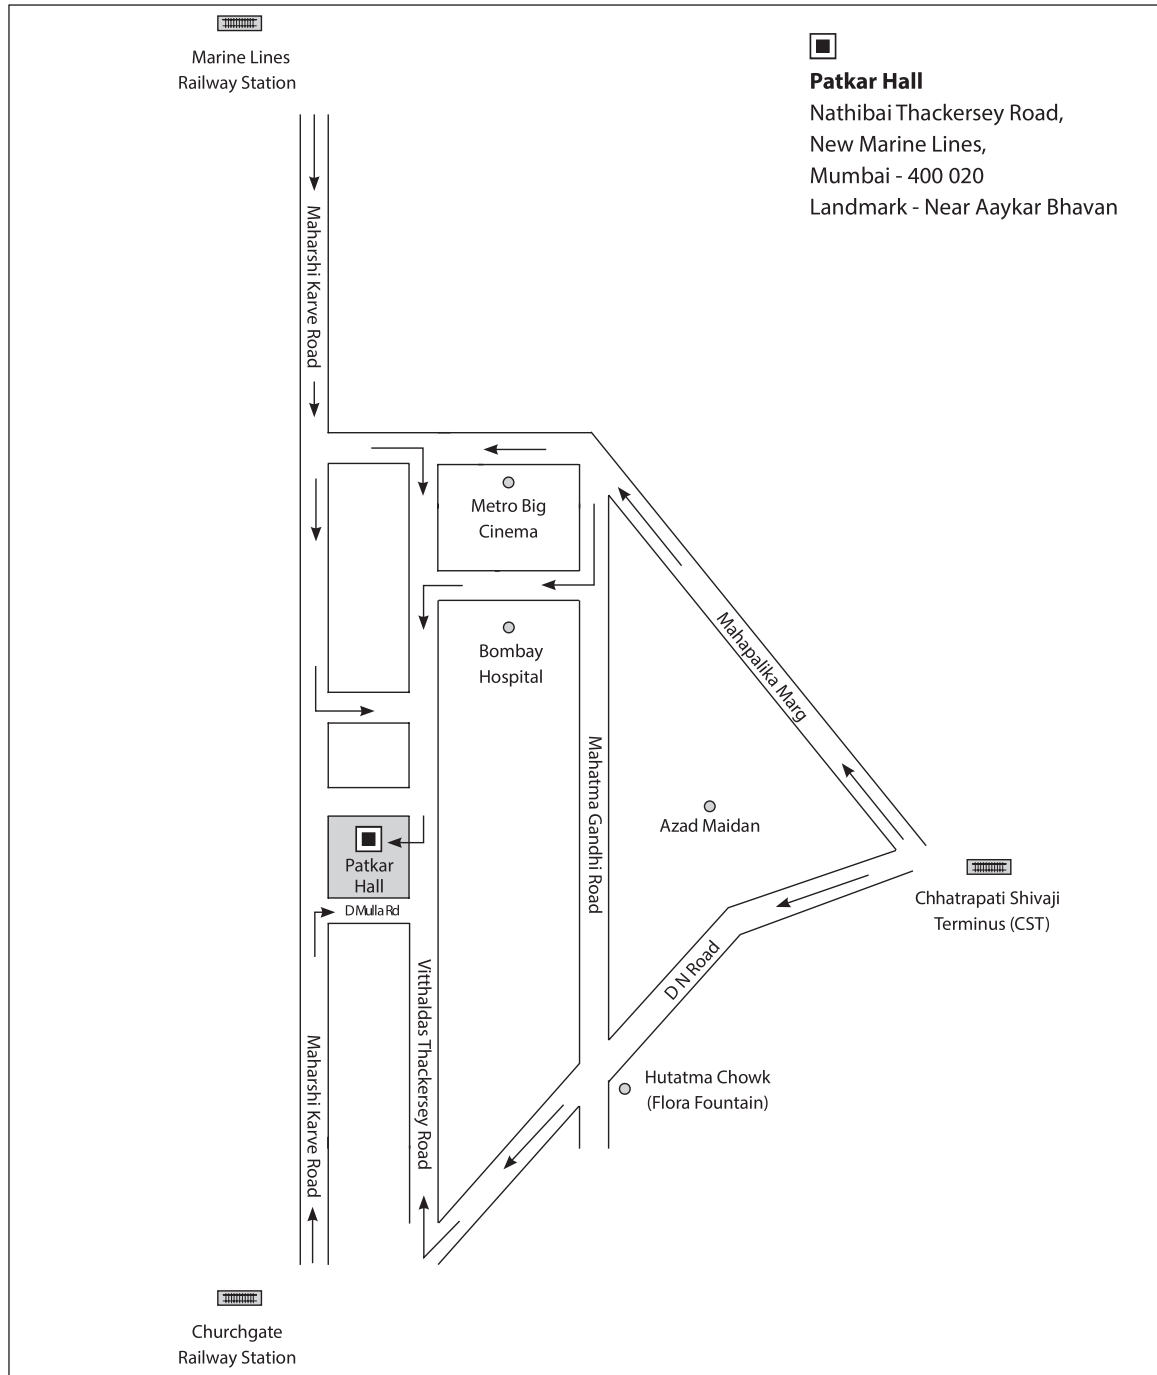 Marine Lines
Railway Station
Patkar Hall
Nathibai Thackersey Road,
New Marine Lines,
Mumbai - 400 020
Landmark - Near Aaykar Bhavan
Maharshi Karve Road
Metro Big
Cinema
Bombay
Hospital
Mahapalika Marg
Mahatma Gandhi Road
Azad Maidan
Patkar
Hall
D Mulla Rd
Chhatrapati Shivaji
Terminus (CST)
D N Road
Vitthaldas Thackersey Road
Maharshi Karve Road
Hutatma Chowk
(Flora Fountain)
Churchgate
Railway Station